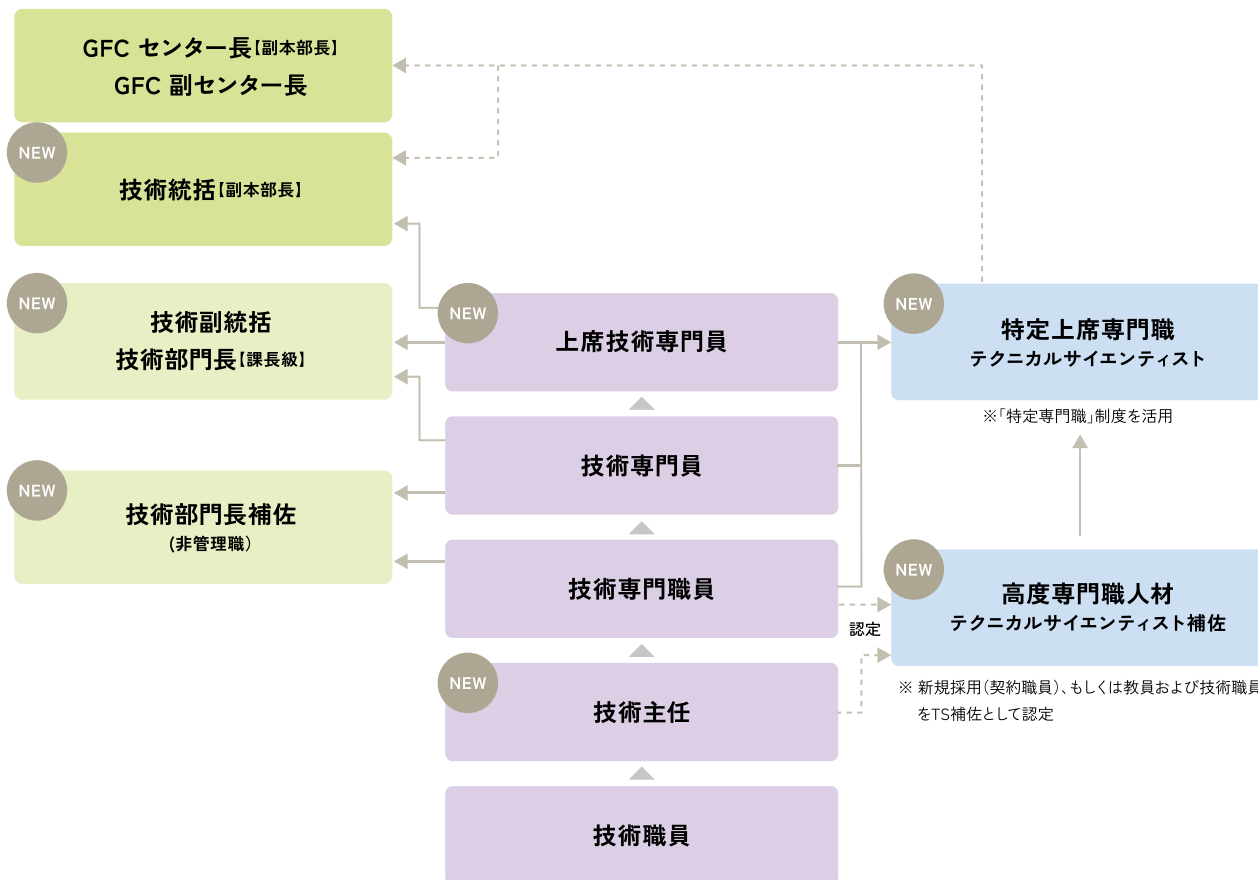 GFC センター長【副本部長】
GFC 副センター長
NEW
技術統括【副本部長】
NEW
技術副統括
技術部門長【課長級】
NEW
技術部門長補佐
(非管理職)
NEW
上席技術専門員
技術専門員
技術専門職員
NEW
技術主任
技術職員
NEW
特定上席専門職
テクニカルサイエンティスト
※「特定専門職」制度を活用
NEW
高度専門職人材
テクニカルサイエンティスト補佐
認定
※ 新規採用(契約職員)、もしくは教員および技術職員
をTS補佐として認定